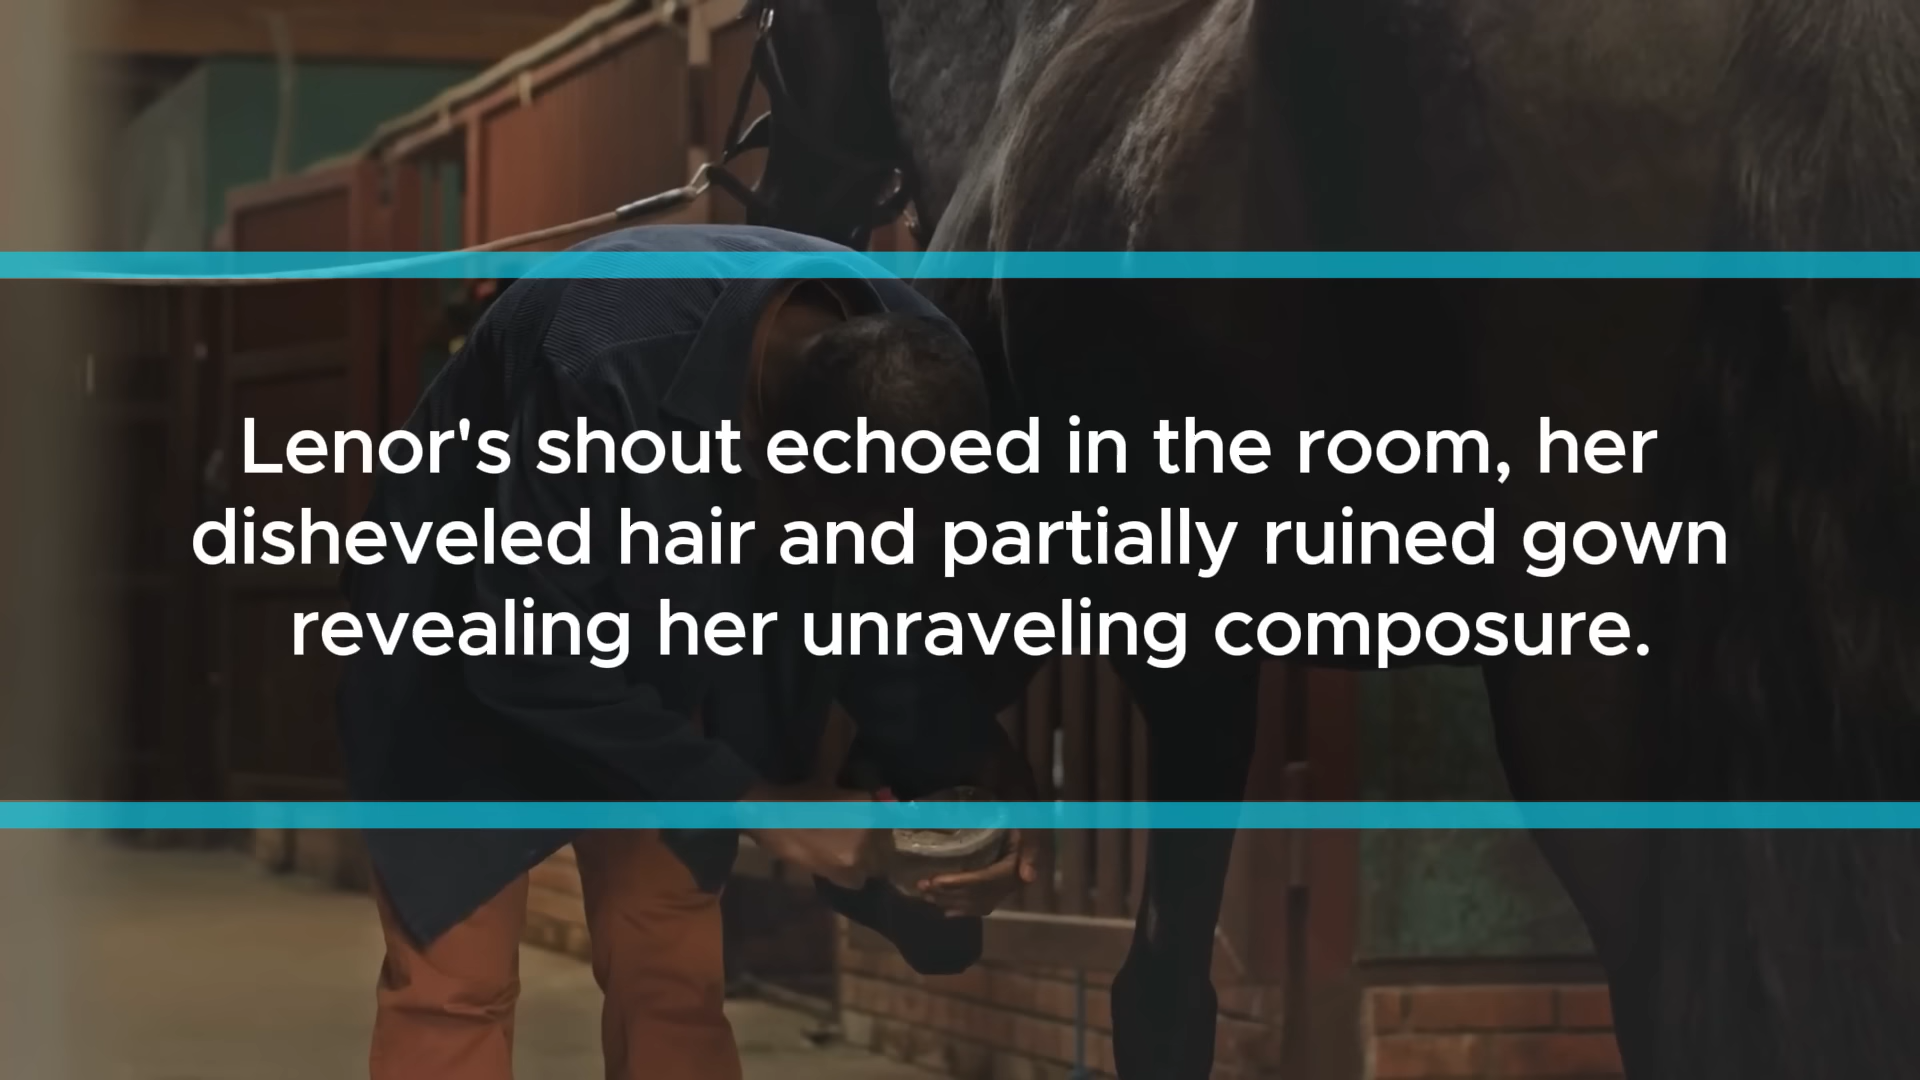 Lenor's shout echoed in the room, her
disheveled hair and partially ruined gown
revealing her unraveling composure.